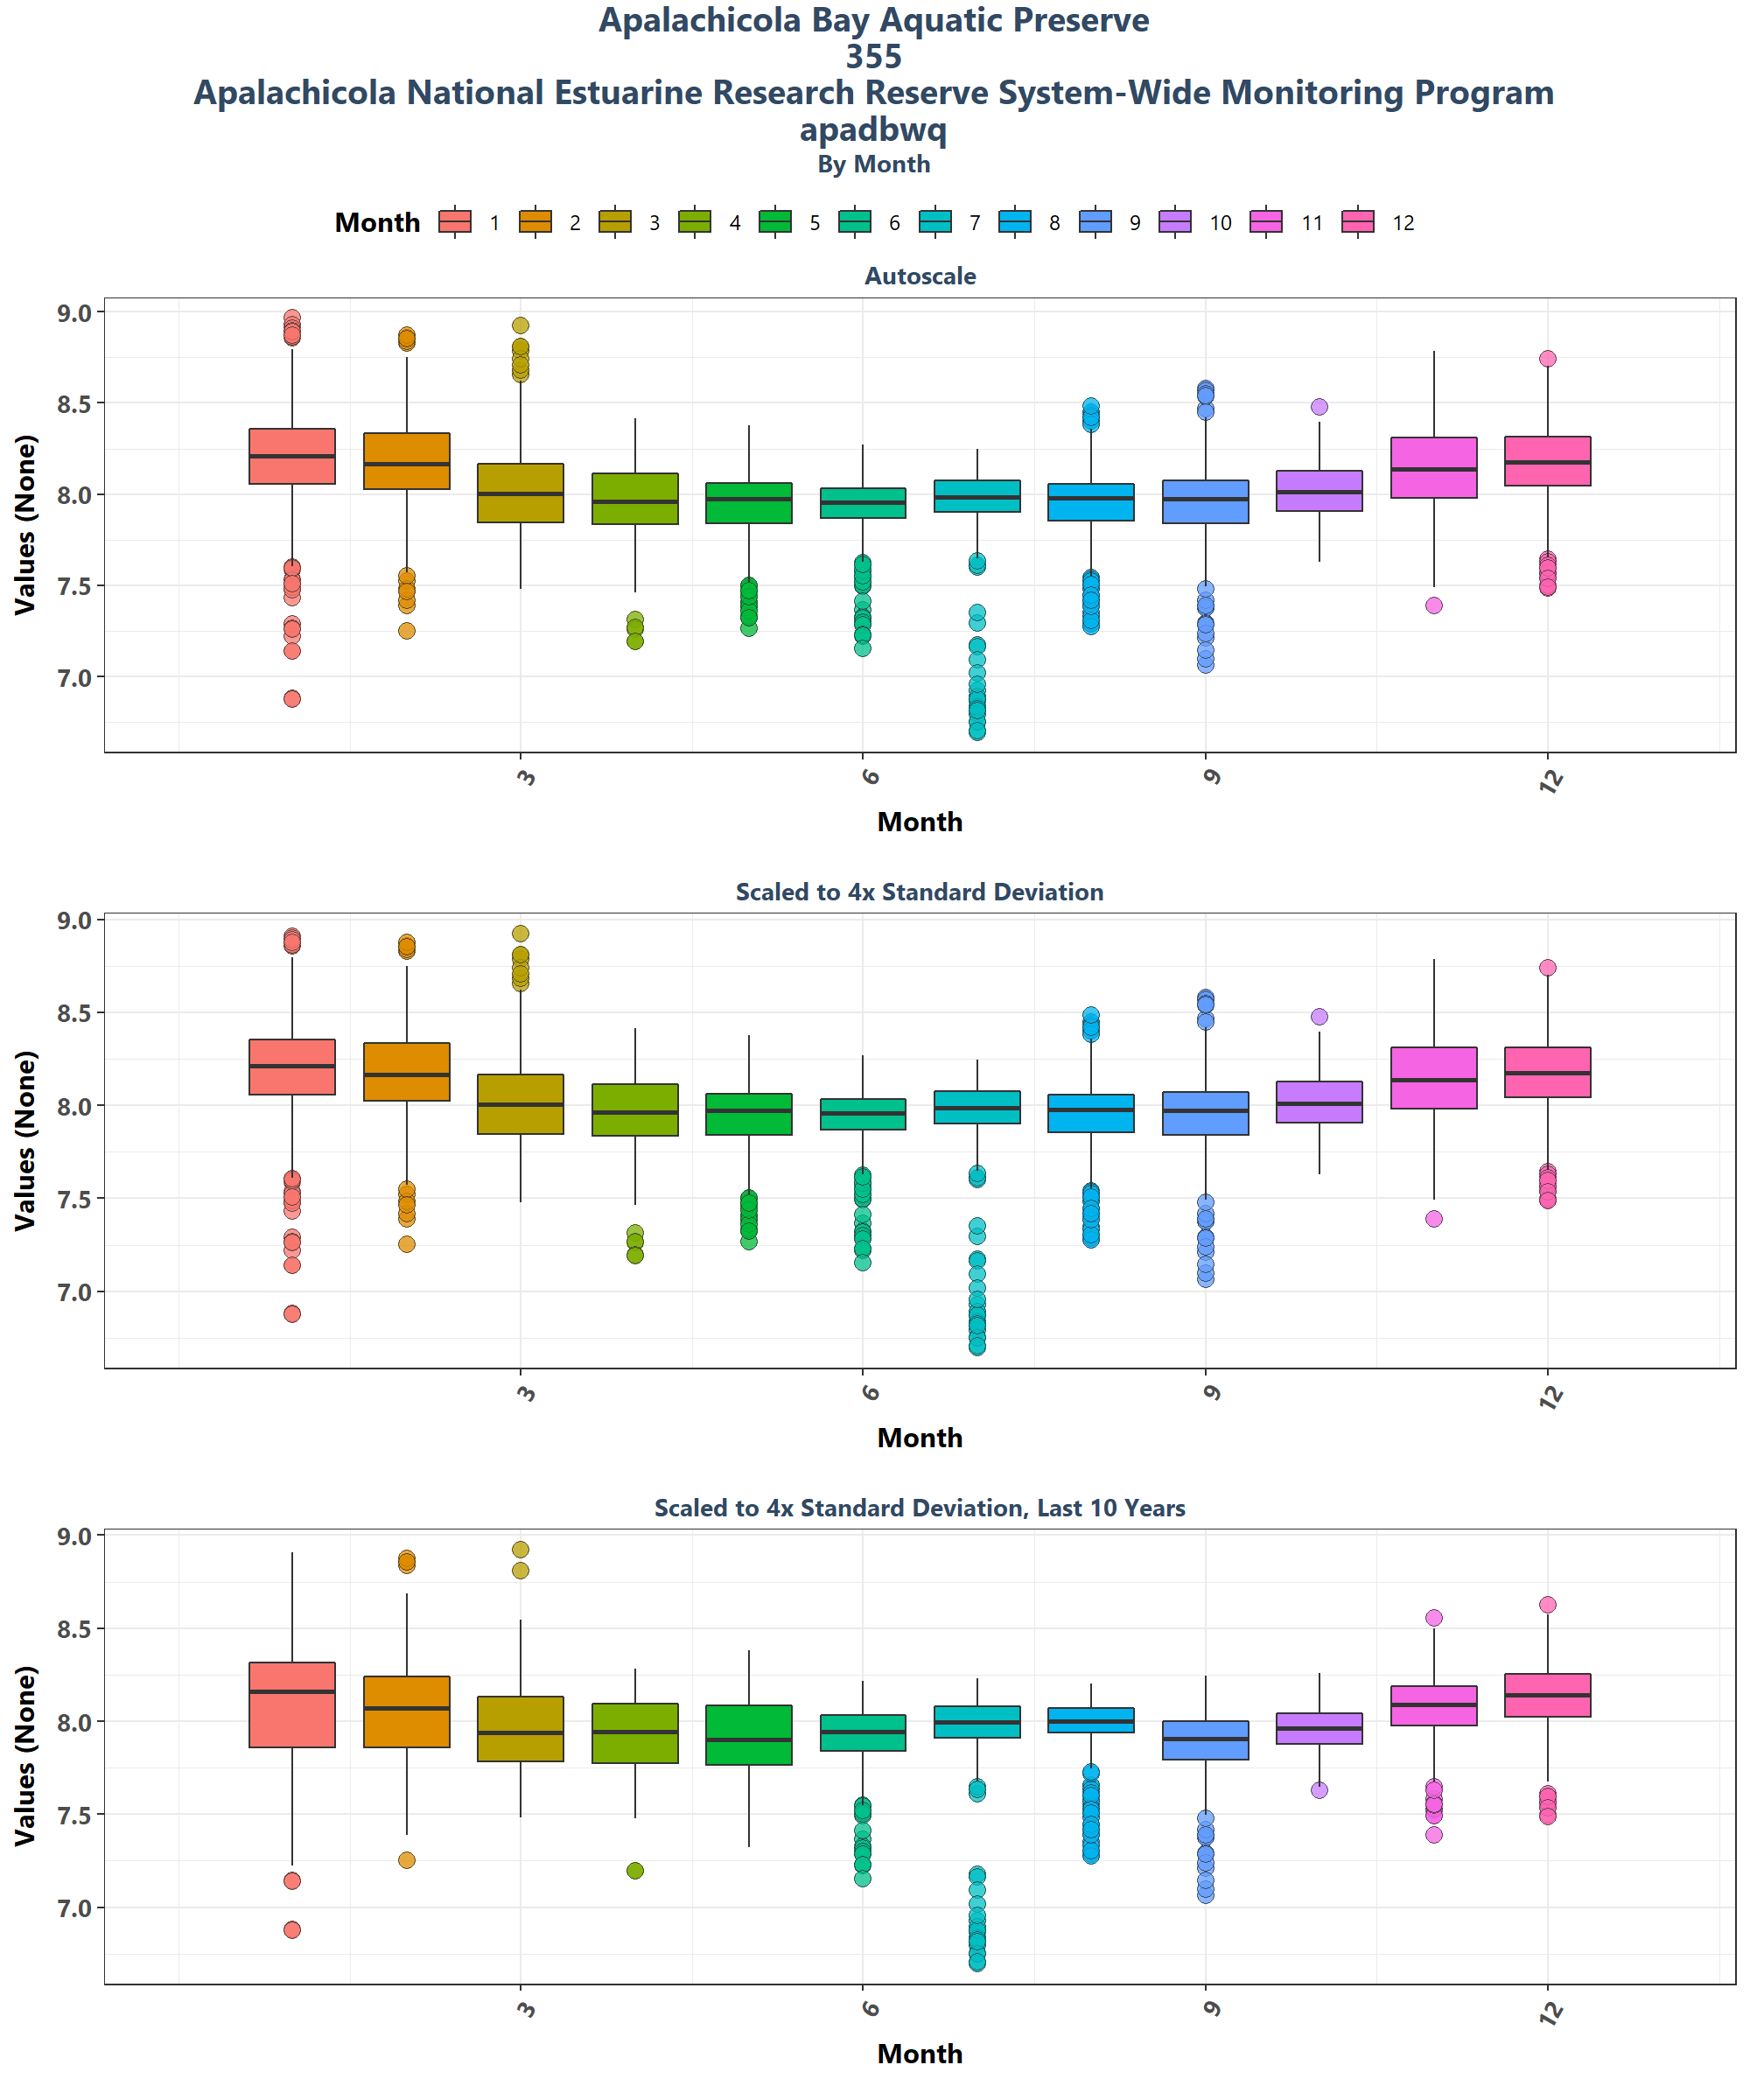 Apalachicola Bay Aquatic Preserve
355
Apalachicola National Estuarine Research Reserve System-Wide Monitoring Program
apadbwq
By Month
Month 1 2 3 4 5 6 7 8 9 10 11 12
Autoscale
Values (None)
9.0
8.5
8.0
7.5
7.0
3 6 9 12
Month
Scaled to 4x Standard Deviation
Values (None)
9.0
8.5
8.0
7.5
7.0
3 6 9 12
Month
Scaled to 4x Standard Deviation, Last 10 Years
Values (None)
9.0
8.5
8.0
7.5
7.0
3 6 9 12
Month